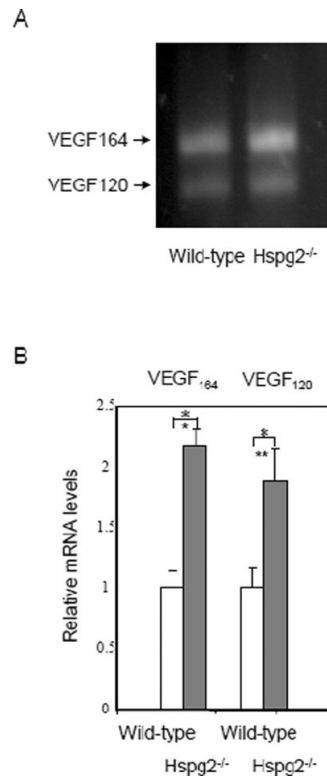 A
VEGF164 →
VEGF120 →
Wild-type Hspg2-/-
B
VEGF164 VEGF120
2.5
*
* *
**
2
1.5
1
0.5
0
Relative mRNA levels
Wild-type Wild-type
Hspg2-/- Hspg2-/-